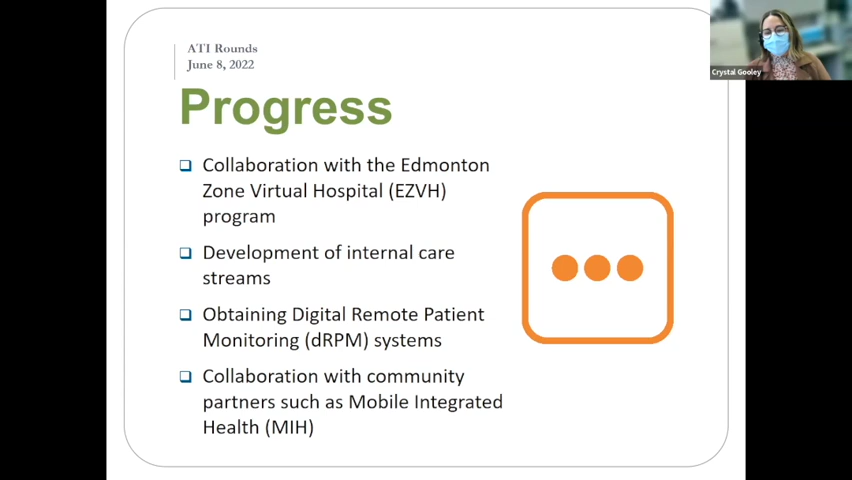 ATI Rounds
June 8, 2022
Progress
Collaboration with the Edmonton
Zone Virtual Hospital (EZVH)
program
Development of internal care
streams
Obtaining Digital Remote Patient
Monitoring (dRPM) systems
Collaboration with community
partners such as Mobile Integrated
Health (MIH)
Crystal Gooley